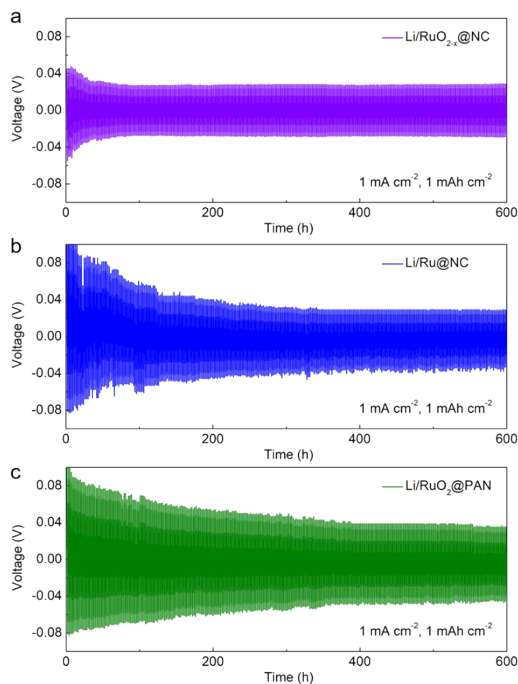 a
Li/RuO2-x@NC
0.08
0.04
0.00
-0.04
-0.08
Voltage (V)
1 mA cm-2, 1 mAh cm-2
0 200 400 600
Time (h)
b
Li/Ru@NC
0.08
0.04
0.00
-0.04
-0.08
Voltage (V)
1 mA cm-2, 1 mAh cm-2
0 200 400 600
Time (h)
c
Li/RuO2@PAN
0.08
0.04
0.00
-0.04
-0.08
Voltage (V)
1 mA cm-2, 1 mAh cm-2
0 200 400 600
Time (h)